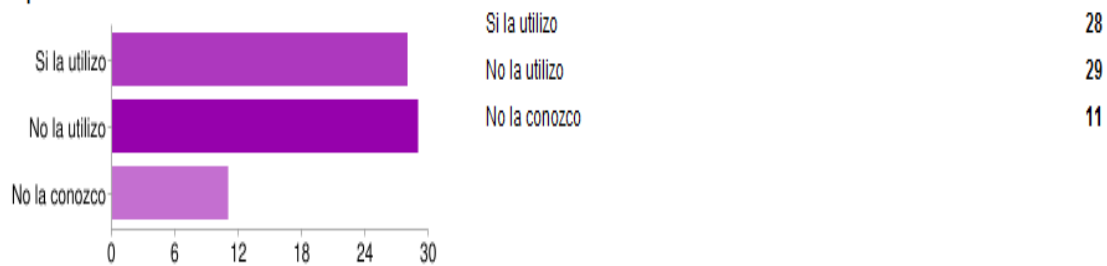 Si la utilizo
No la utilizo
No la conozco
0 6 12 18 24 30
Si la utilizo 28
No la utilizo 29
No la conozco 11